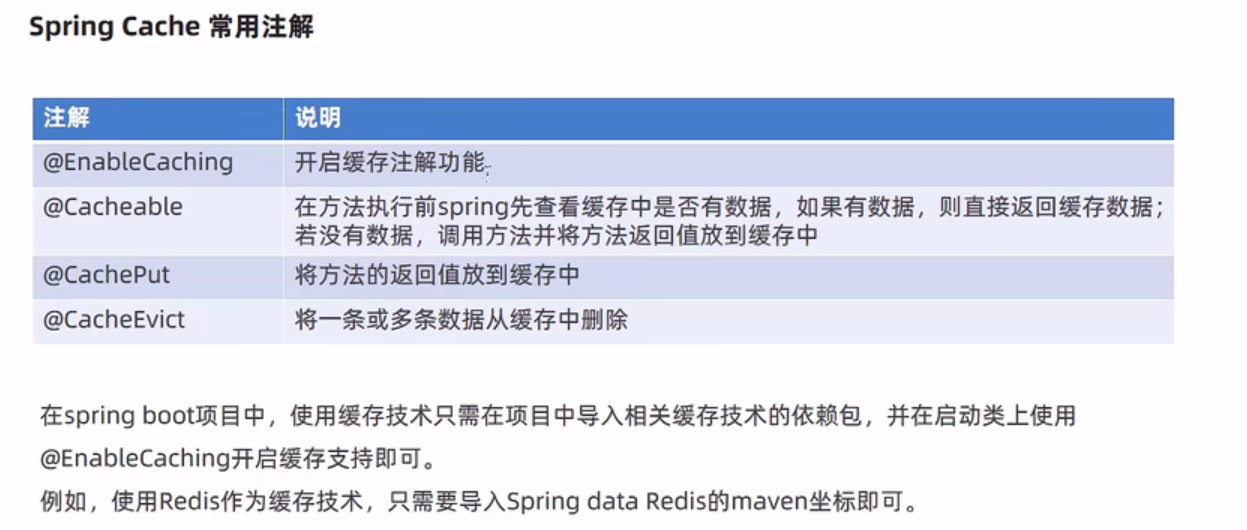 Spring Cache 常用注解
注解 说明
@EnableCaching 开启缓存注解功能
@Cacheable 在方法执行前spring先查看缓存中是否有数据，如果有数据，则直接返回缓存数据；
若没有数据，调用方法并将方法返回值放到缓存中
@CachePut 将方法的返回值放到缓存中
@CacheEvict 将一条或多条数据从缓存中删除
在spring boot项目中，使用缓存技术只需在项目中导入相关缓存技术的依赖包，并在启动类上使用
@EnableCaching开启缓存支持即可。
例如，使用Redis作为缓存技术，只需要导入Spring data Redis的maven坐标即可。